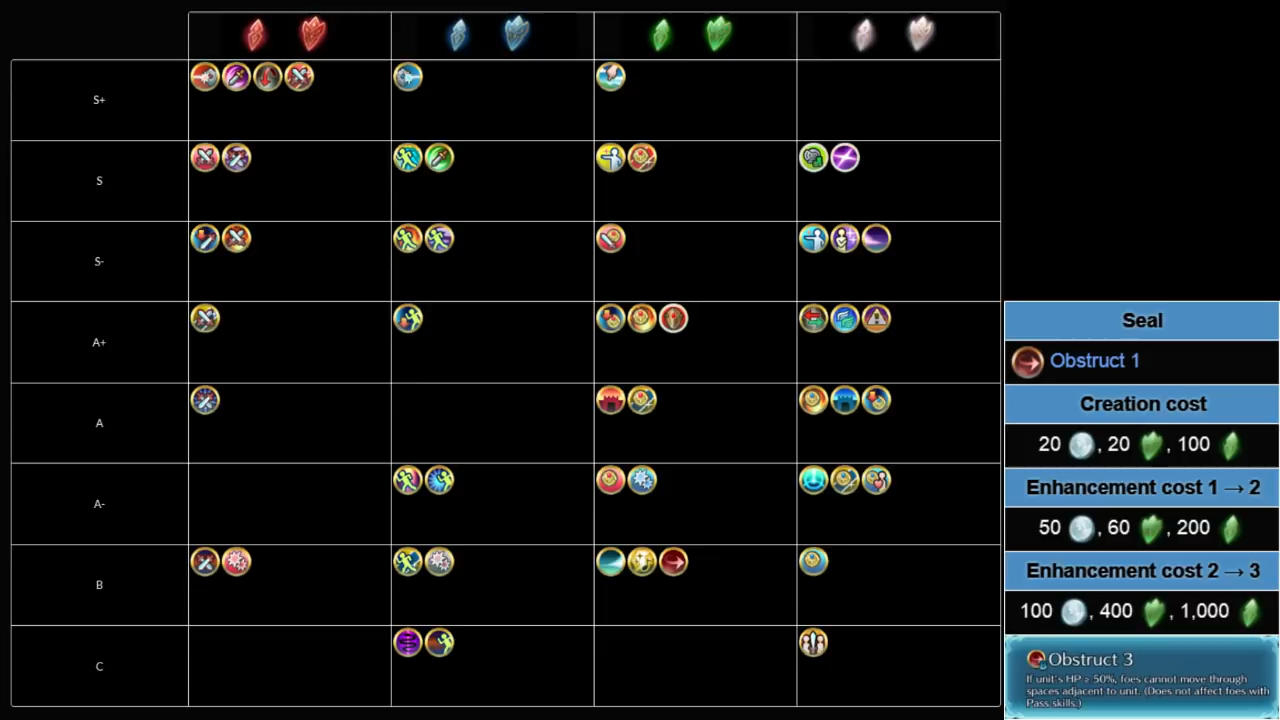 S+
S
S-
A+
A
A-
B
C
Seal
Obstruct 1
Creation cost
20 , 20 , 100
Enhancement cost 1 → 2
50 , 60 , 200
Enhancement cost 2 → 3
100 , 400 , 1,000
Obstruct 3
If unit's HP ≥ 50%, foes cannot move through
spaces adjacent to unit. (Does not affect foes with
Pass skills.)